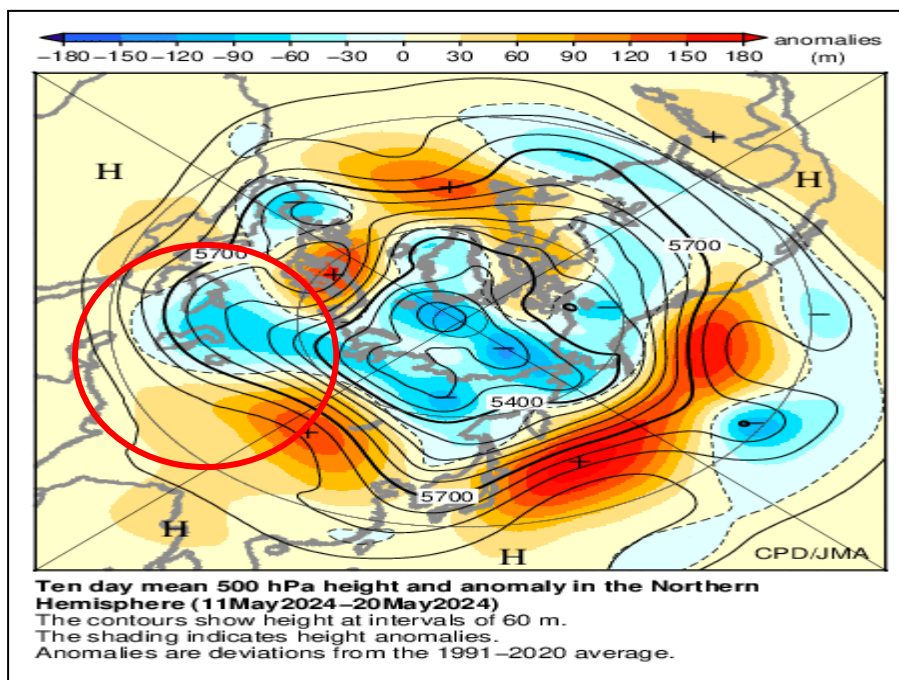 anomalies
-180 -150 -120 -90 -60 -30 0 30 60 90 120 150 180 (m)
H
H
5700
5700
5400
5700
H
H
CPD/JMA
Ten day mean 500 hPa height and anomaly in the Northern
Hemisphere (11May2024-20May2024)
The contours show height at intervals of 60 m.
The shading indicates height anomalies.
Anomalies are deviations from the 1991-2020 average.